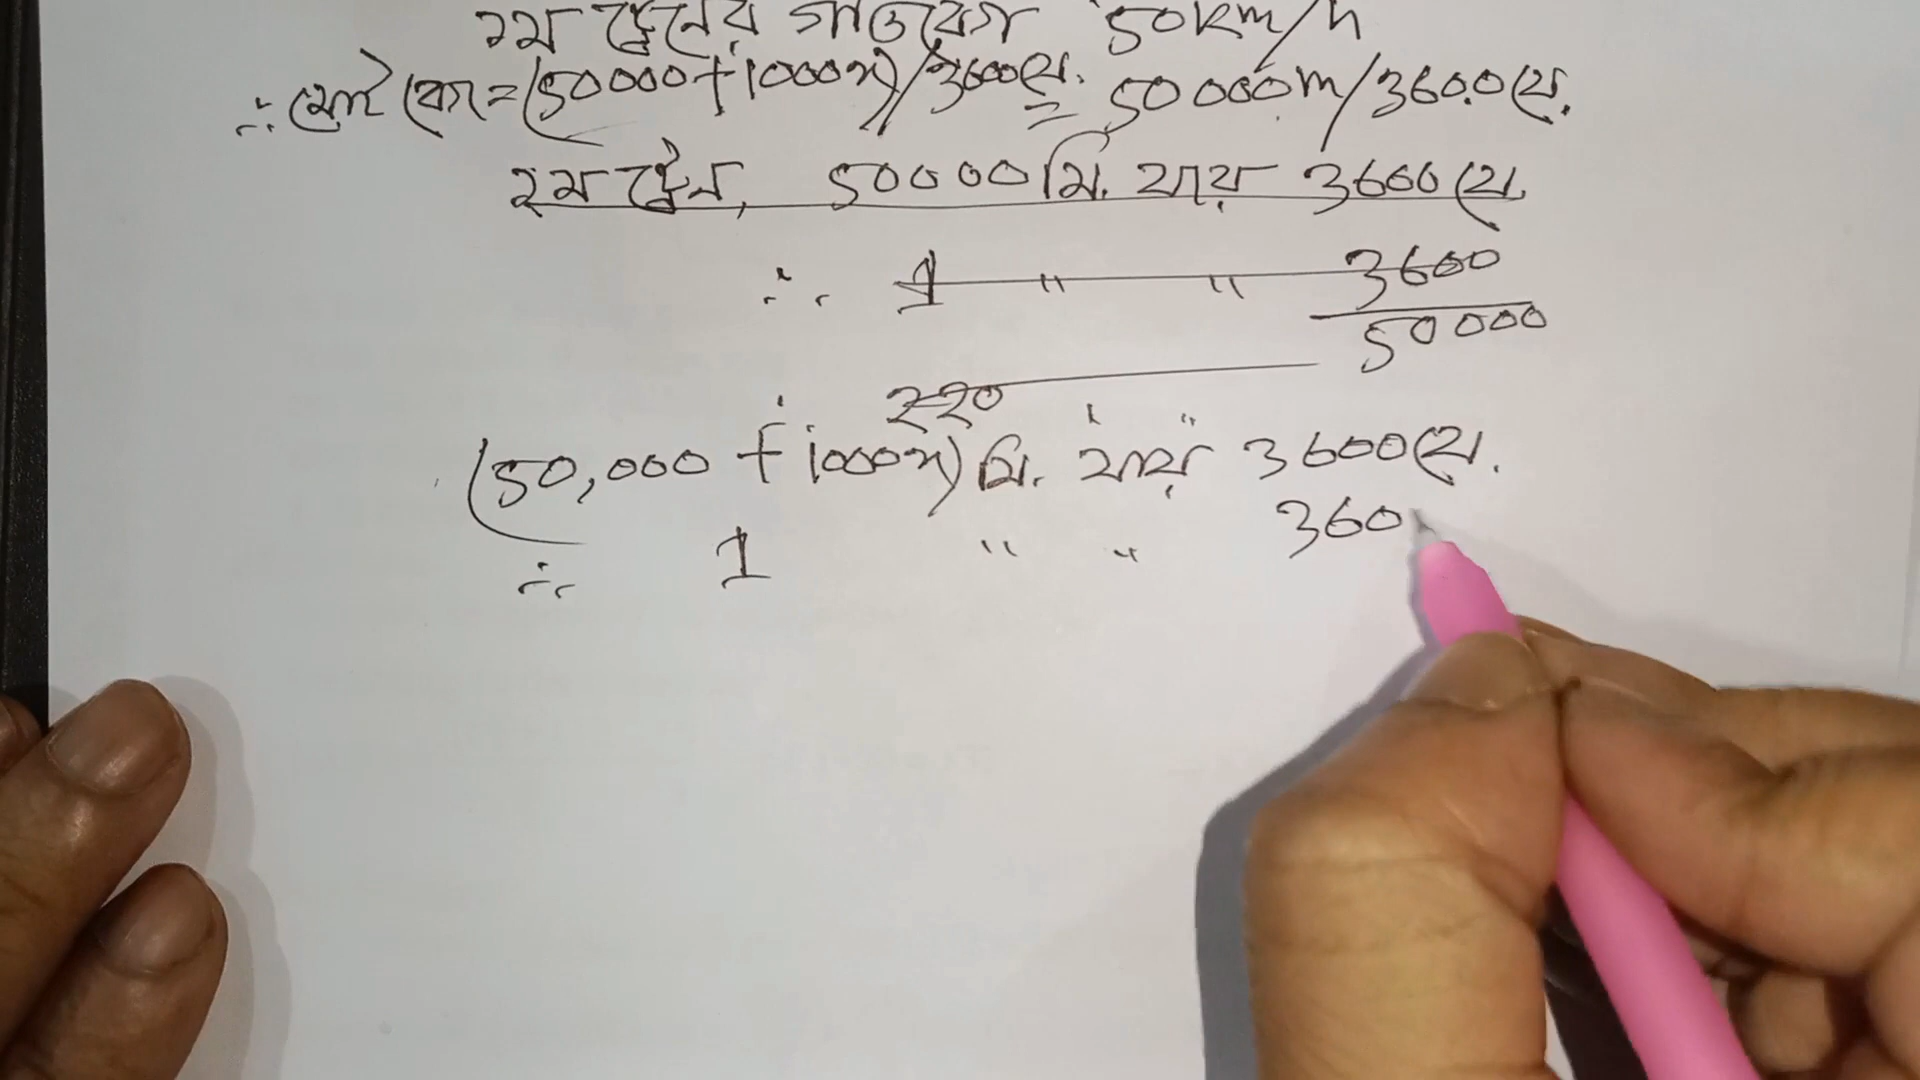 ২য় ট্রেনের গতিবেগ 50km/h
∴ মোট বেগ = (50000+1000x)/3600সে. = 50000m/3600সে.
২য় ট্রেন, 50000মি. যায় 3600সে.
∴ 1 " " 3600/50000
220
(50,000 + 1000x) মি. যায় 3600সে.
∴ 1 " " 360